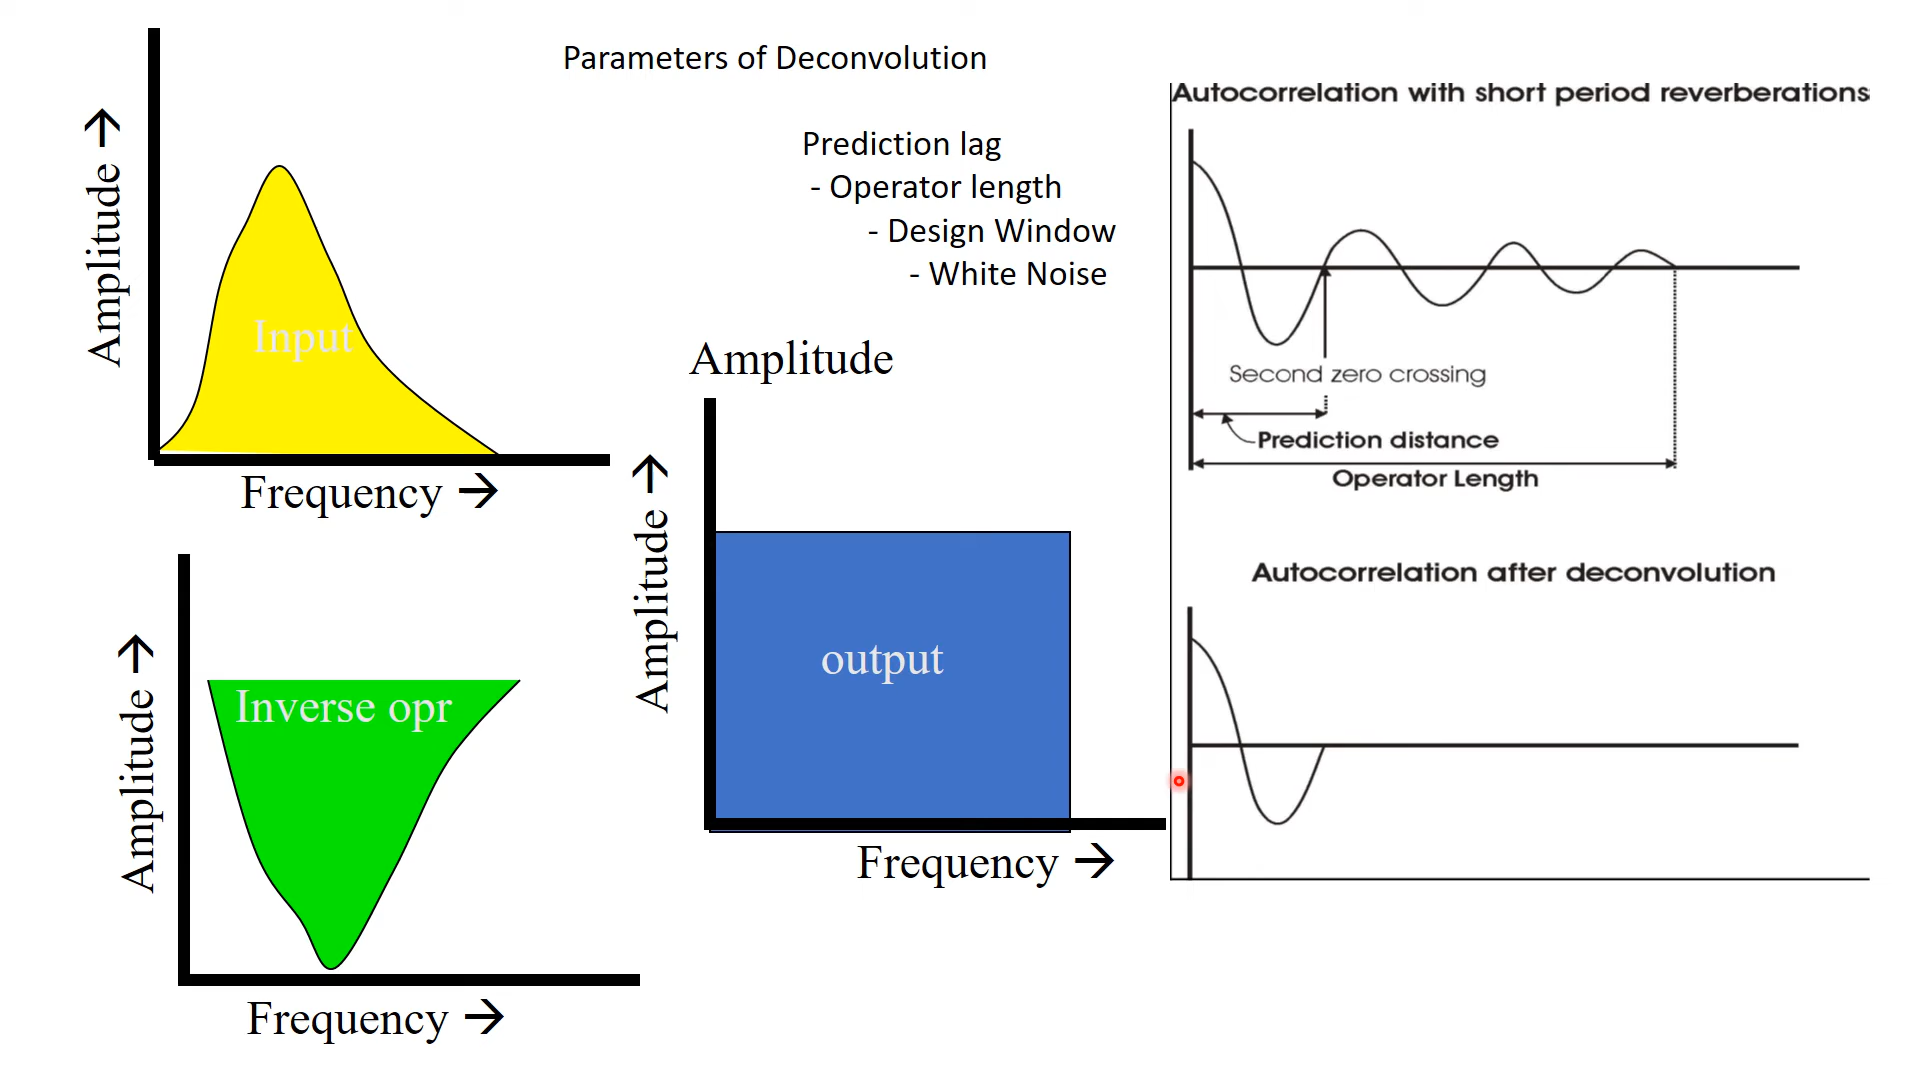 Parameters of Deconvolution
Prediction lag
- Operator length
- Design Window
- White Noise
Amplitude →
Input
Frequency →
Amplitude →
Inverse opr
Frequency →
Amplitude
Amplitude →
output
Frequency →
Autocorrelation with short period reverberations
Second zero crossing
Prediction distance
Operator Length
Autocorrelation after deconvolution